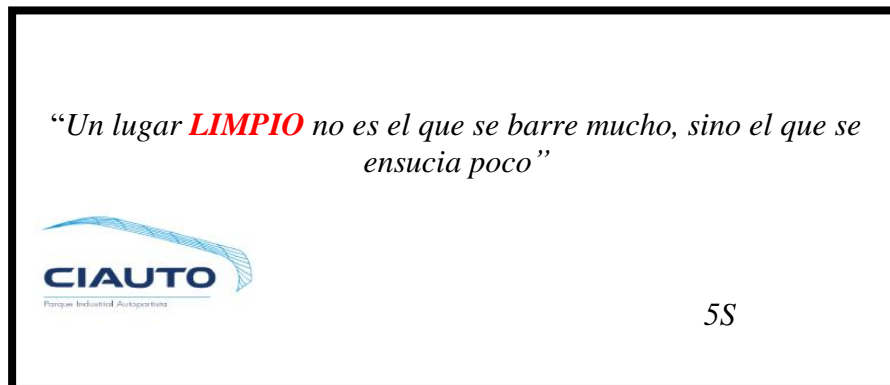 “Un lugar LIMPIO no es el que se barre mucho, sino el que se
ensucia poco”
CIAUTO
Parque Industrial Autopartista
5S